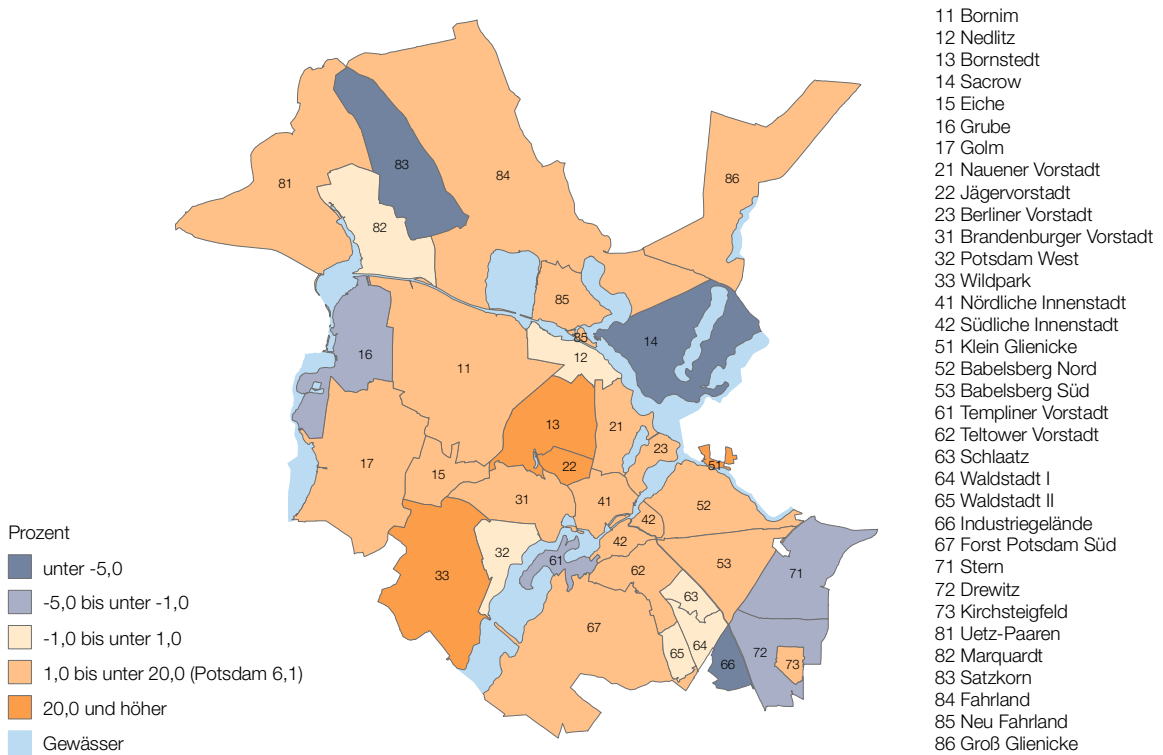 11 Bornim
12 Nedlitz
13 Bornstedt
14 Sacrow
15 Eiche
16 Grube
17 Golm
21 Nauener Vorstadt
22 Jägervorstadt
23 Berliner Vorstadt
31 Brandenburger Vorstadt
32 Potsdam West
33 Wildpark
41 Nördliche Innenstadt
42 Südliche Innenstadt
51 Klein Glienicke
52 Babelsberg Nord
53 Babelsberg Süd
61 Templiner Vorstadt
62 Teltower Vorstadt
63 Schlaatz
64 Waldstadt I
65 Waldstadt II
66 Industriegelände
67 Forst Potsdam Süd
71 Stern
72 Drewitz
73 Kirchsteigfeld
81 Uetz-Paaren
82 Marquardt
83 Satzkorn
84 Fahrland
85 Neu Fahrland
86 Groß Glienicke
83
84
81
86
82
85
85
14
16
12
11
13
21
23
22
51
17
15
31
41
52
42
42
32
61
33
62
53
71
63
67
64
65
66
72
73
Prozent
unter -5,0
-5,0 bis unter -1,0
-1,0 bis unter 1,0
1,0 bis unter 20,0 (Potsdam 6,1)
20,0 und höher
Gewässer